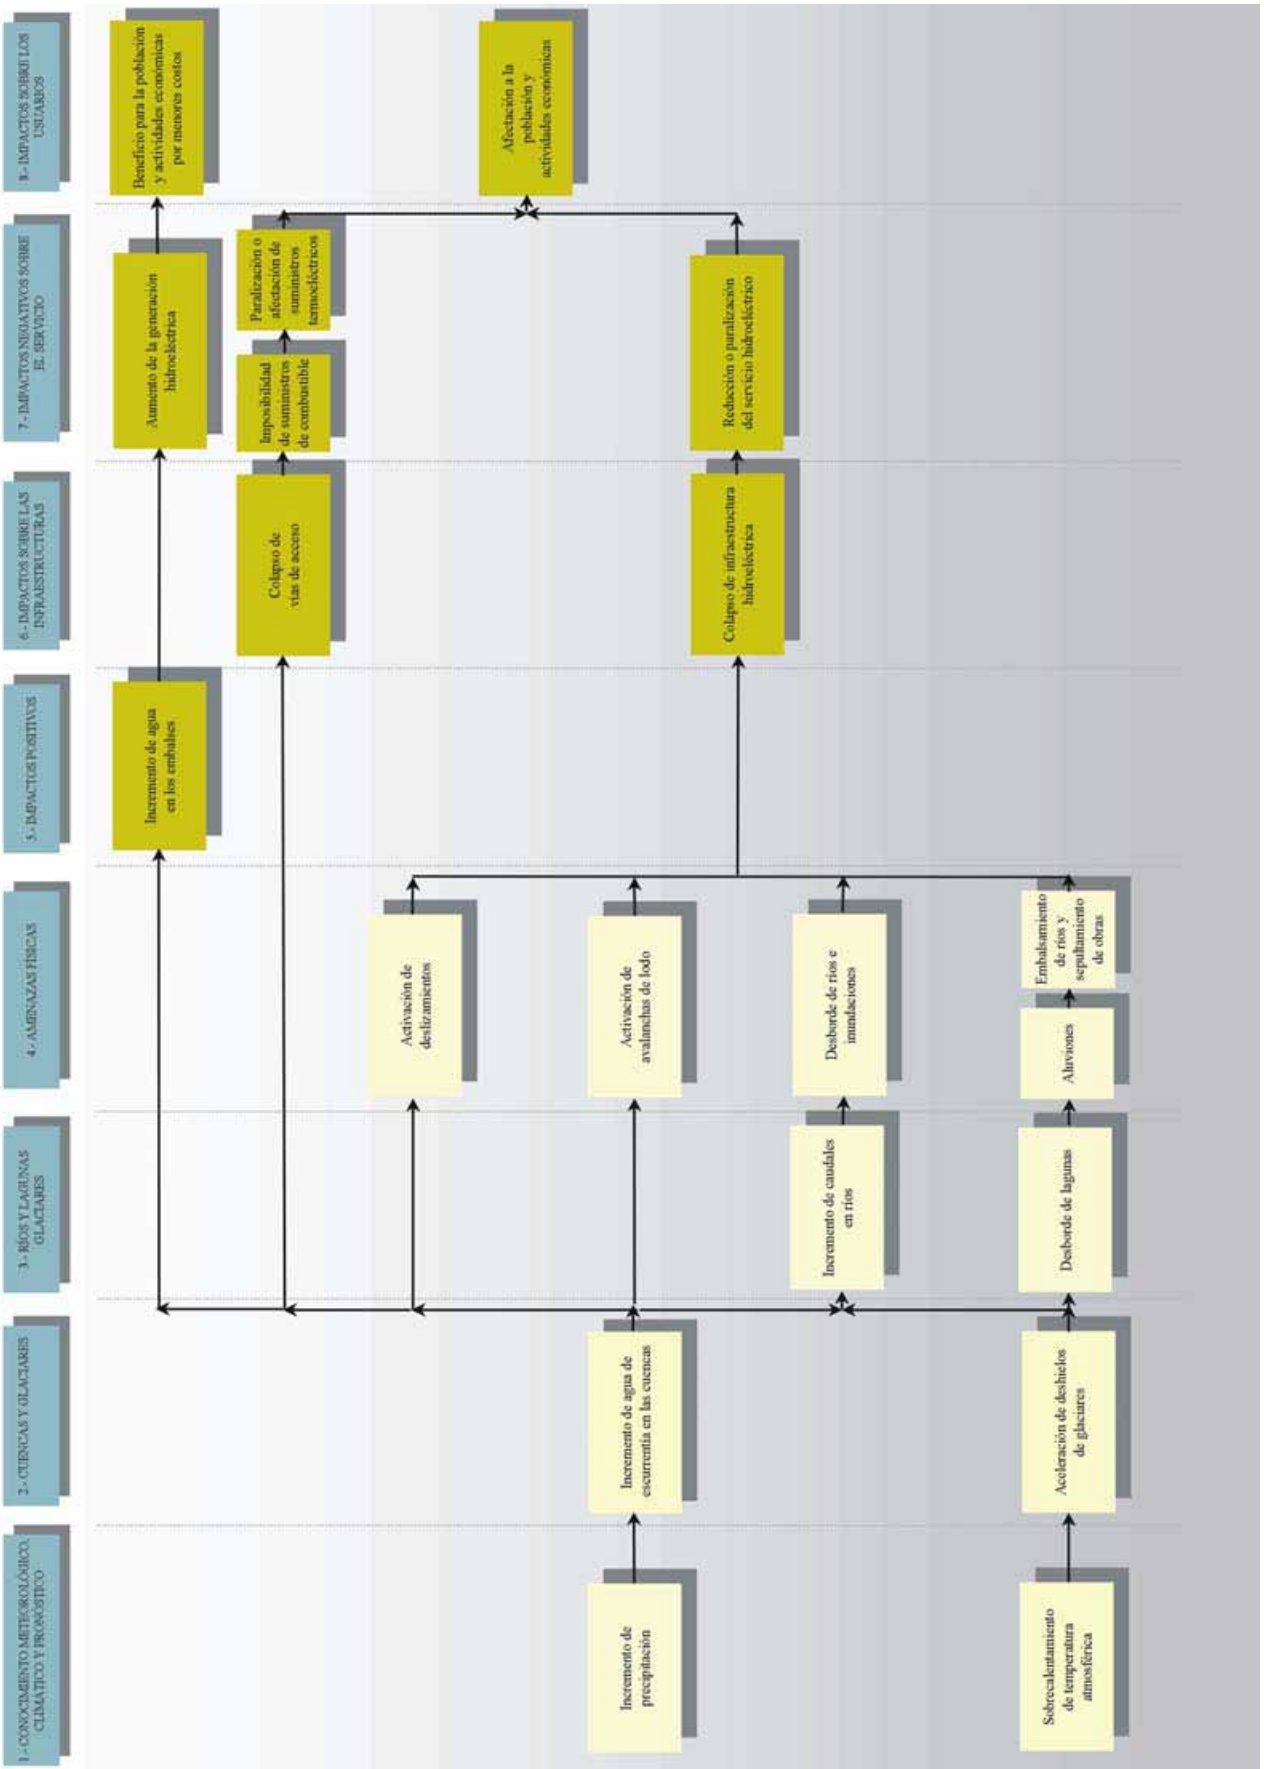 1.- CONOCIMIENTO METEOROLÓGICO,
CLIMÁTICO Y PRONÓSTICO
2.- CUENCAS Y GLACIARES
3.- RÍOS Y LAGUNAS
GLACIARES
4.- AMENAZAS FÍSICAS
5.- IMPACTOS POSITIVOS
6.- IMPACTOS SOBRE LAS
INFRAESTRUCTURAS
7.- IMPACTOS NEGATIVOS SOBRE
EL SERVICIO
8.- IMPACTOS SOBRE LOS
USUARIOS
Incremento de agua
en los embalses
Aumento de la generación
hidroeléctrica
Beneficio para la población
y actividades económicas
por menores costos
Colapso de
vías de acceso
Imposibilidad
de suministros
de combustible
Paralización o
afectación de
suministros
termoeléctricos
Activación de
deslizamientos
Afectación a la
población y
actividades económicas
Incremento de
precipitación
Incremento de agua de
escurrentía en las cuencas
Activación de
avalanchas de lodo
Colapso de infraestructura
hidroeléctrica
Reducción o paralización
del servicio hidroeléctrico
Incremento de caudales
en ríos
Desborde de ríos e
inundaciones
Sobrecalentamiento
de temperatura
atmosférica
Aceleración de deshielos
de glaciares
Desborde de lagunas
Aluviones
Embalsamiento
de ríos y
sepultamiento
de obras